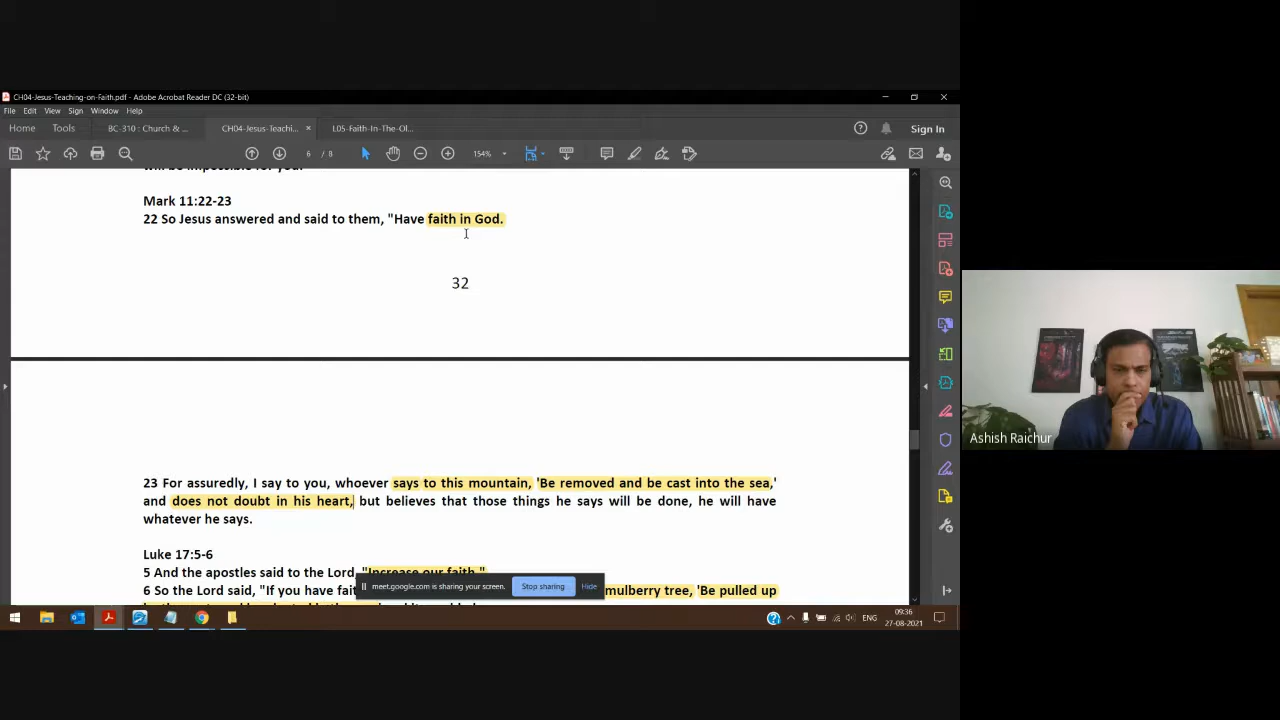 CH04-Jesus-Teaching-on-Faith.pdf - Adobe Acrobat Reader DC (32-bit)
File Edit View Sign Window Help
Home Tools BC-310 : Church & ... CH04-Jesus-Teachi... × L05-Faith-In-The-Ol... Sign In
6 / 8 154%
will be impossible for you.
Mark 11:22-23
22 So Jesus answered and said to them, "Have faith in God.
32
23 For assuredly, I say to you, whoever says to this mountain, 'Be removed and be cast into the sea,'
and does not doubt in his heart, but believes that those things he says will be done, he will have
whatever he says.
Luke 17:5-6
5 And the apostles said to the Lord, "Increase our faith."
6 So the Lord said, "If you have fait mulberry tree, 'Be pulled up
meet.google.com is sharing your screen. Stop sharing Hide
Ashish Raichur
ENG
09:36
27-08-2021